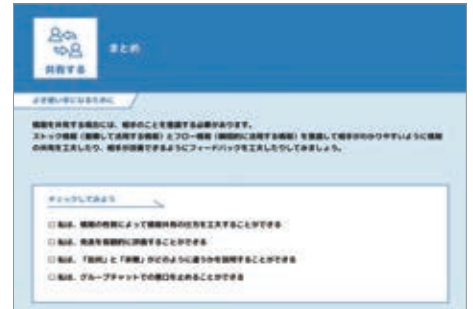 共有する
まとめ
よき使い手になるために
情報を共有する場合には、相手のことを意識する必要があります。
ストック情報(蓄積して活用する情報)とフロー情報(瞬間的に活用する情報)を意識して相手がわかりやすいように情報
の共有を工夫したり、相手が改善できるようにフィードバックを工夫したりしてみましょう。
チェックしてみよう
□ 私は、情報の性質によって情報共有の仕方を工夫することができる
□ 私は、発表を客観的に評価することができる
□ 私は、「批判」と「非難」がどのように違うかを説明することができる
□ 私は、グループチャットでの悪口を止めることができる